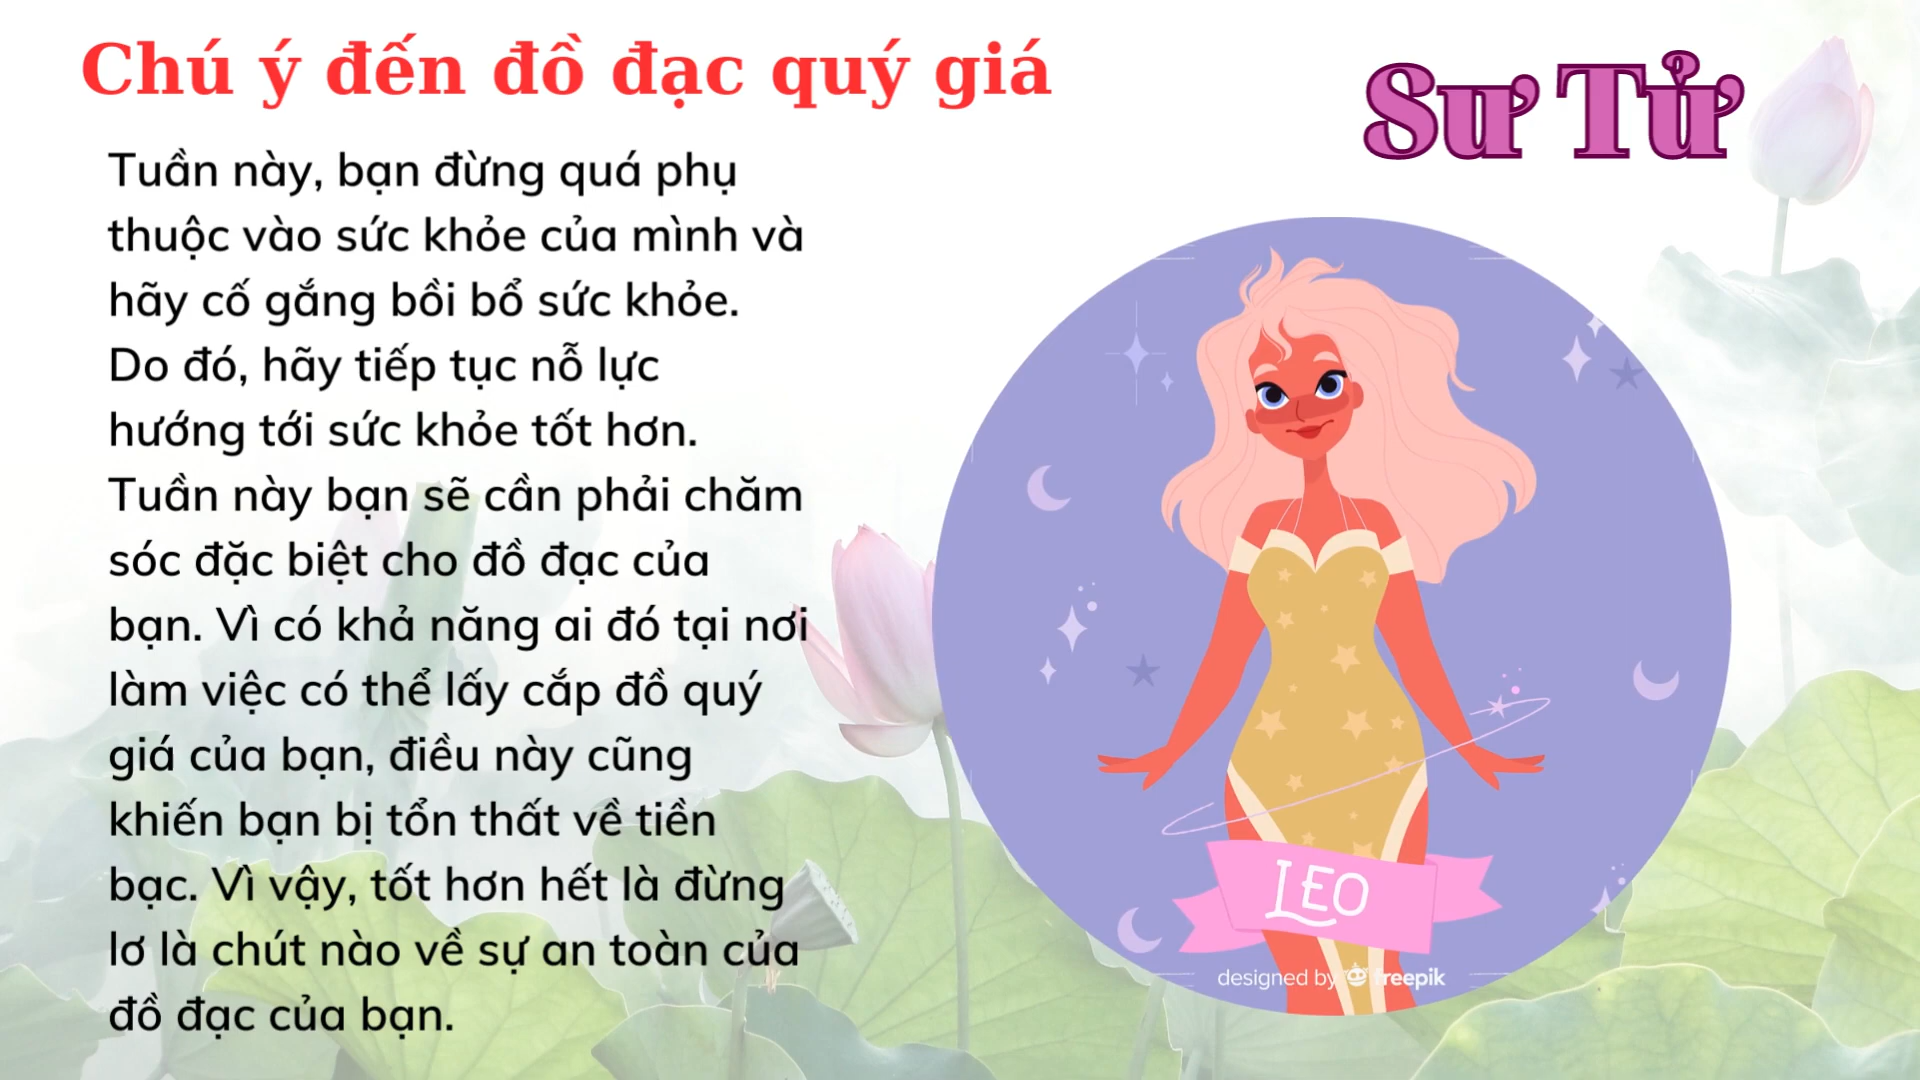 Chú ý đến đồ đạc quý giá
Sư Tử
Tuần này, bạn đừng quá phụ
thuộc vào sức khỏe của mình và
hãy cố gắng bồi bổ sức khỏe.
Do đó, hãy tiếp tục nỗ lực
hướng tới sức khỏe tốt hơn.
Tuần này bạn sẽ cần phải chăm
sóc đặc biệt cho đồ đạc của
bạn. Vì có khả năng ai đó tại nơi
làm việc có thể lấy cắp đồ quý
giá của bạn, điều này cũng
khiến bạn bị tổn thất về tiền
bạc. Vì vậy, tốt hơn hết là đừng
lơ là chút nào về sự an toàn của
đồ đạc của bạn.
LEO
designed by freepik